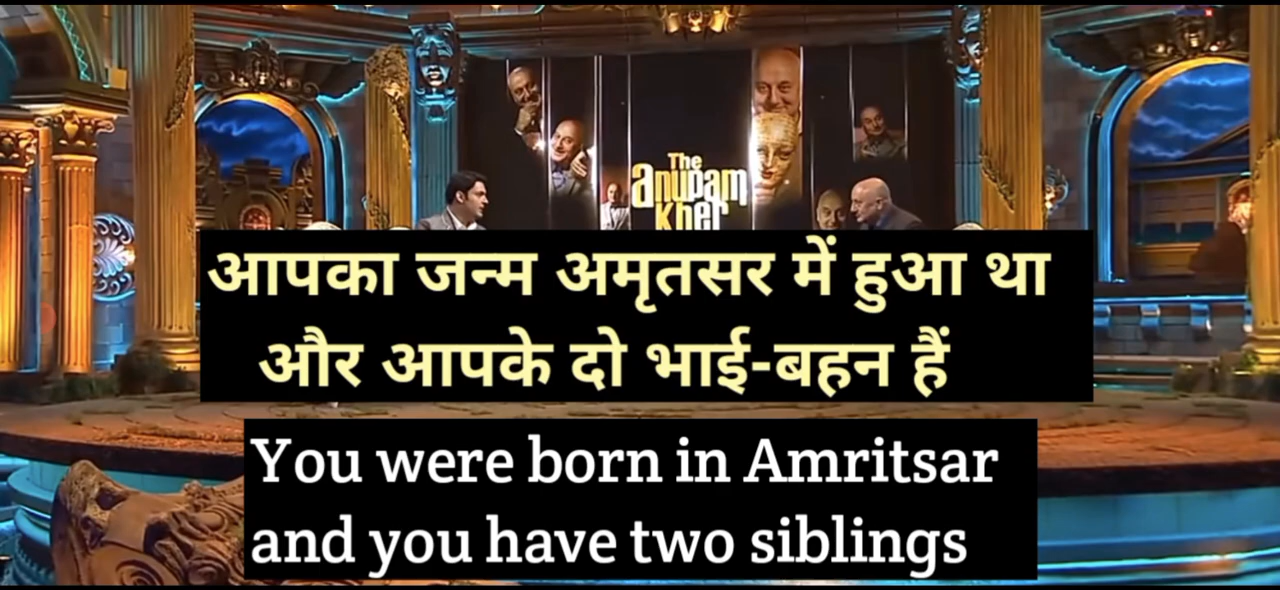 The
anupam
kher
आपका जन्म अमृतसर में हुआ था
और आपके दो भाई-बहन हैं
You were born in Amritsar
and you have two siblings